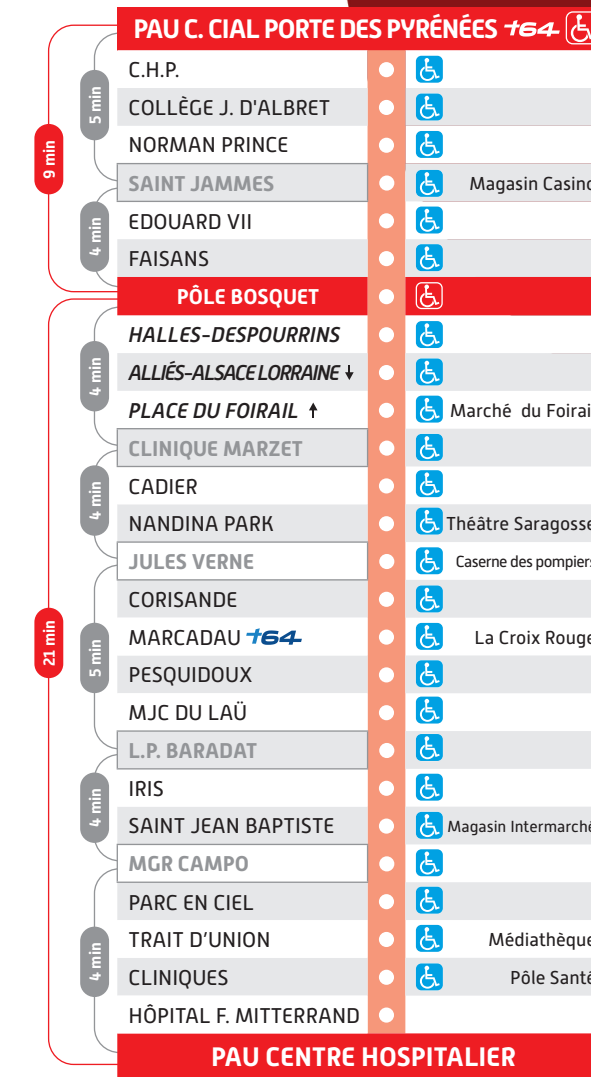 PAU C. CIAL PORTE DES PYRÉNÉES +64
C.H.P.
COLLÈGE J. D'ALBRET
NORMAN PRINCE
SAINT JAMMES Magasin Casino
EDOUARD VII
FAISANS
PÔLE BOSQUET
HALLES-DESPOURRINS
ALLIÉS-ALSACE LORRAINE ↓
PLACE DU FOIRAIL ↑ Marché du Foirail
CLINIQUE MARZET
CADIER
NANDINA PARK Théâtre Saragosse
JULES VERNE Caserne des pompiers
CORISANDE
MARCADAU +64 La Croix Rouge
PESQUIDOUX
MJC DU LAÜ
L.P. BARADAT
IRIS
SAINT JEAN BAPTISTE Magasin Intermarché
MGR CAMPO
PARC EN CIEL
TRAIT D'UNION Médiathèque
CLINIQUES Pôle Santé
HÔPITAL F. MITTERRAND
PAU CENTRE HOSPITALIER
9 min
21 min
5 min
4 min
4 min
4 min
5 min
4 min
4 min